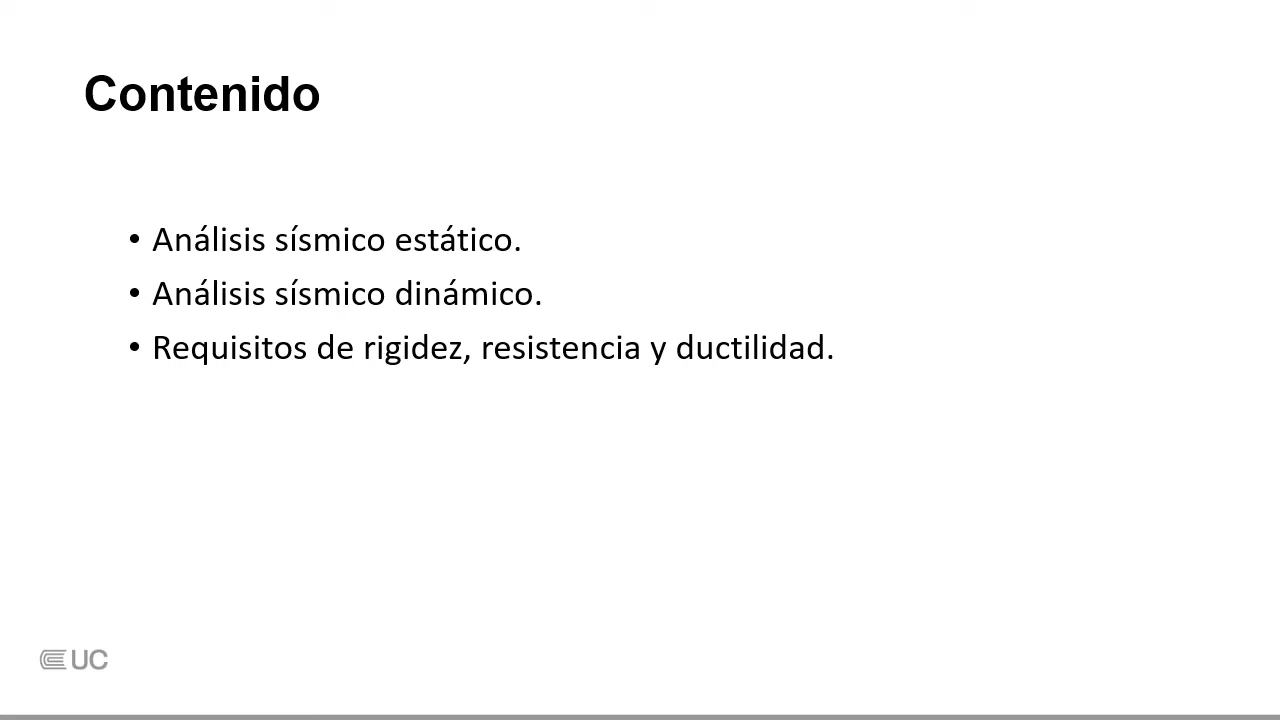 Contenido
• Análisis sísmico estático.
• Análisis sísmico dinámico.
• Requisitos de rigidez, resistencia y ductilidad.
UC